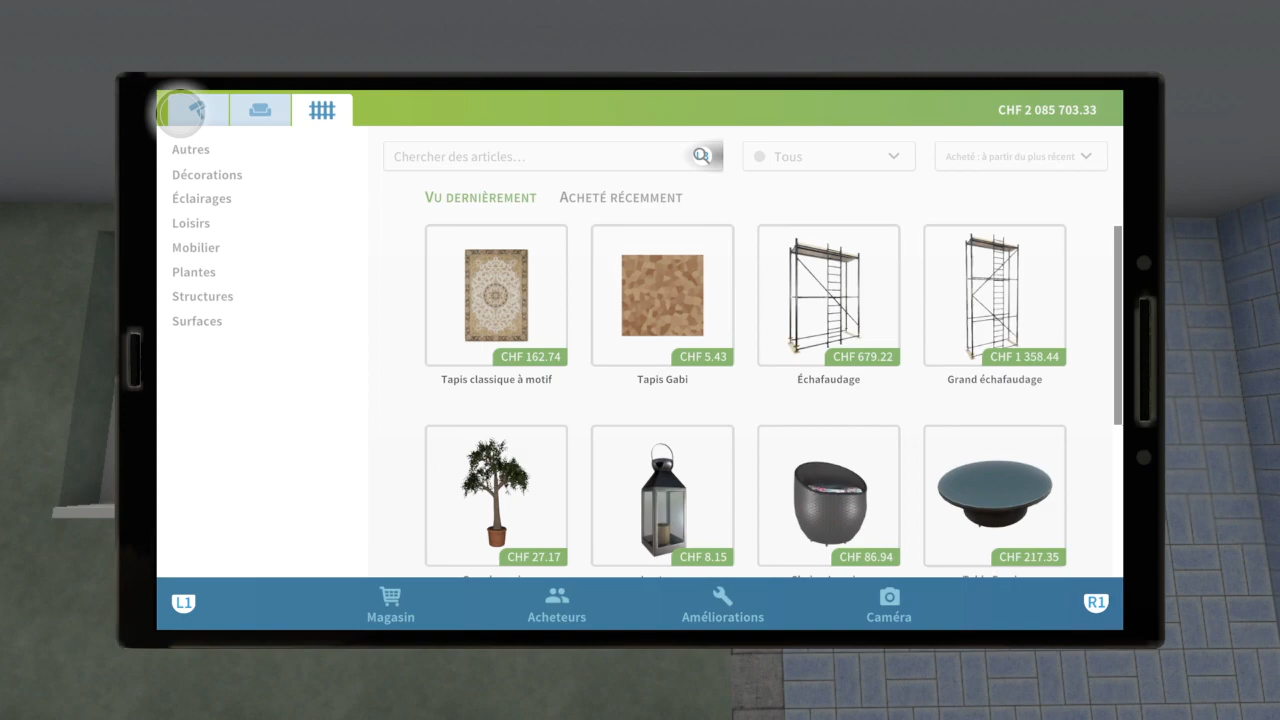 CHF 2 085 703.33
Autres
Décorations
Éclairages
Loisirs
Mobilier
Plantes
Structures
Surfaces
Chercher des articles...
Tous
Acheté : à partir du plus récent
VU DERNIÈREMENT
ACHETÉ RÉCEMMENT
CHF 162.74
CHF 5.43
CHF 679.22
CHF 1 358.44
Tapis classique à motif
Tapis Gabi
Échafaudage
Grand échafaudage
CHF 27.17
CHF 8.15
CHF 86.94
CHF 217.35
L1
Magasin
Acheteurs
Améliorations
Caméra
R1